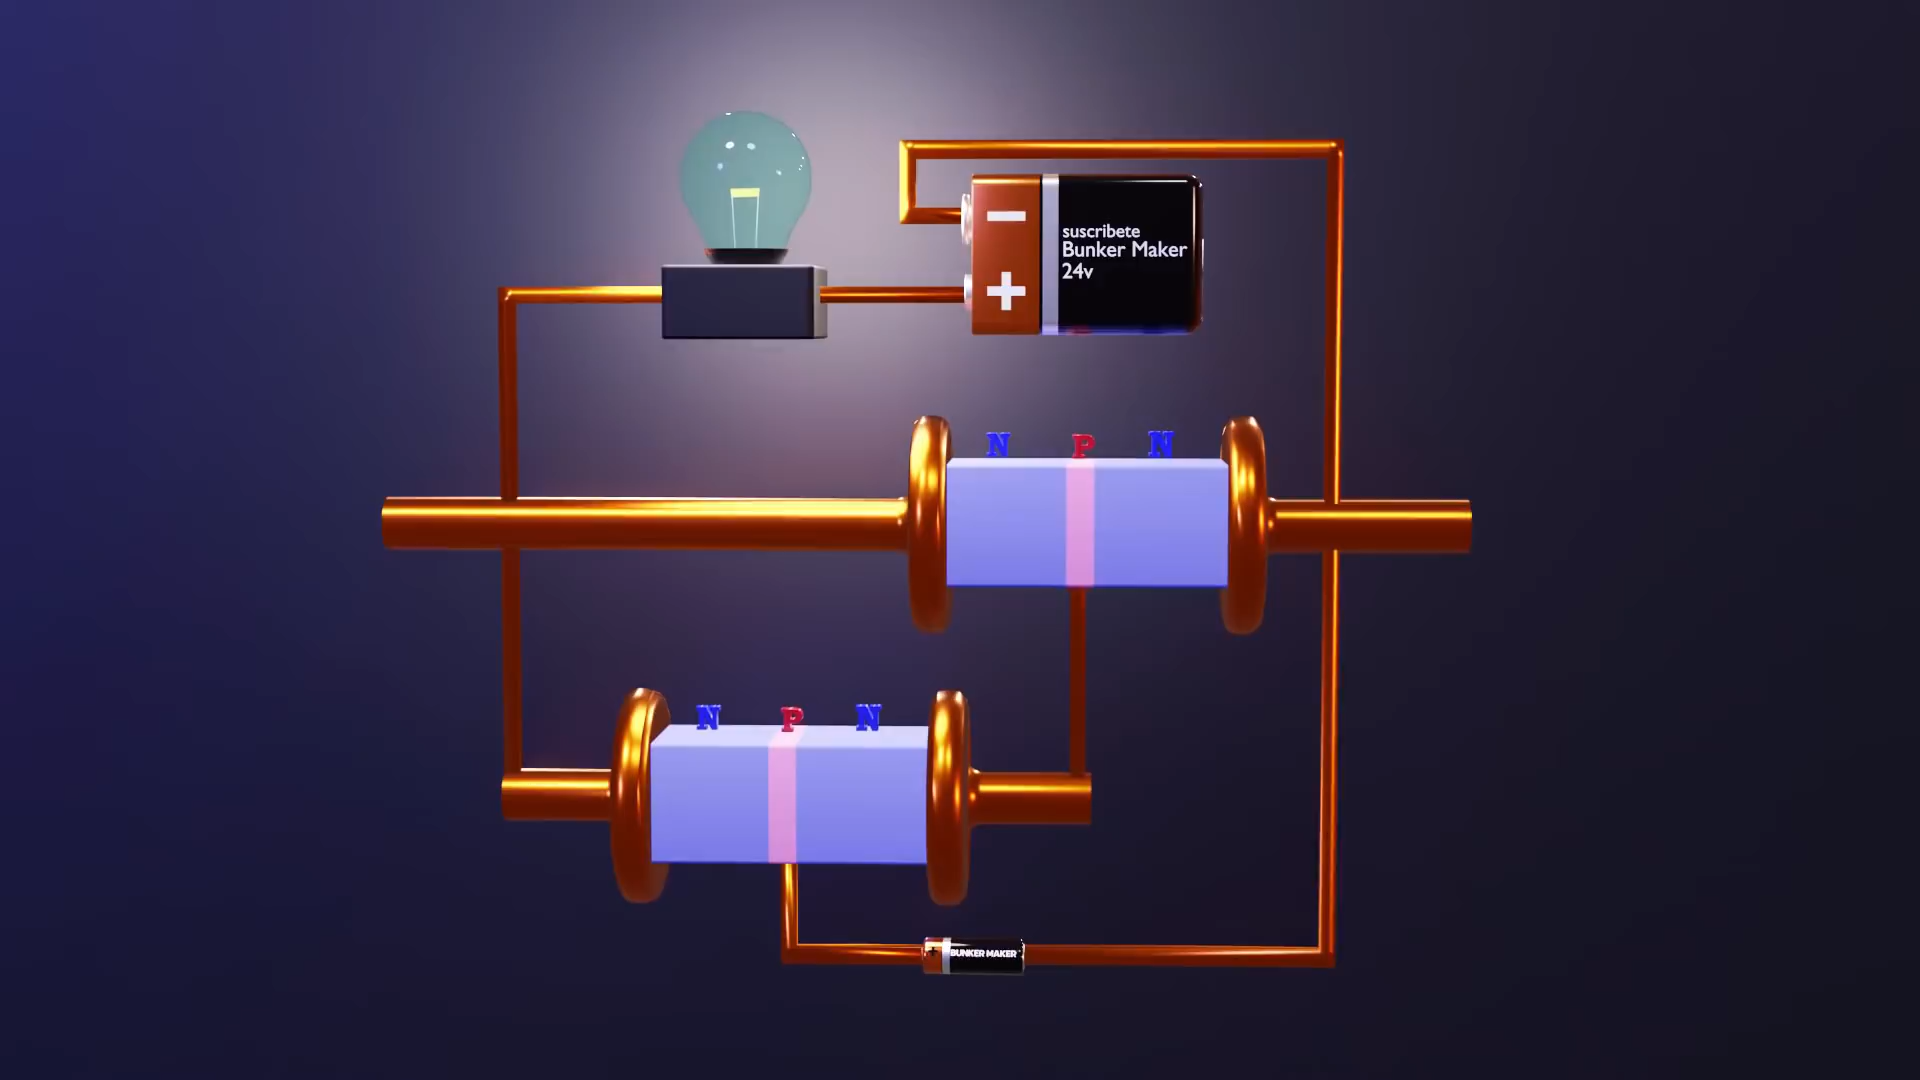 suscribete
Bunker Maker
24v
−
+
N P N
N P N
+ BUNKER MAKER